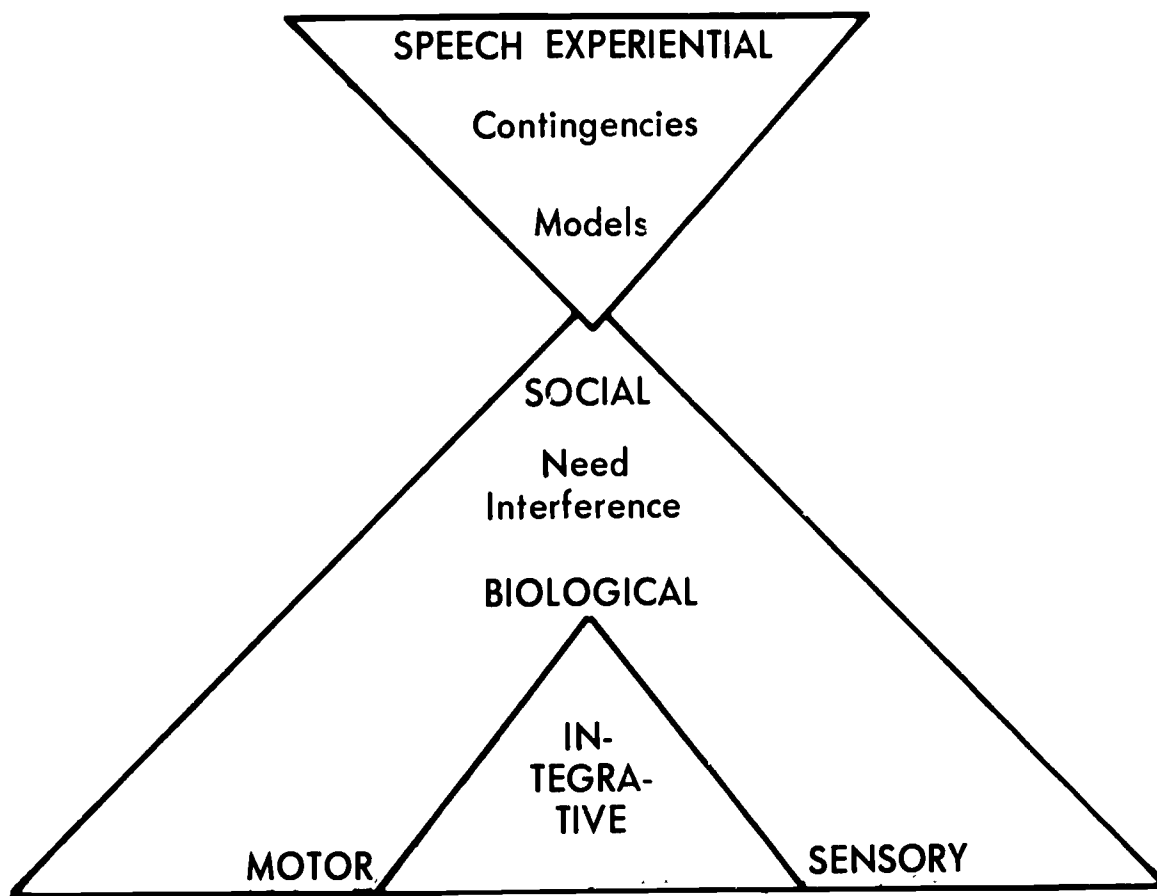 SPEECH EXPERIENTIAL
Contingencies
Models
SOCIAL
Need
Interference
BIOLOGICAL
IN-
TEGRA-
TIVE
MOTOR
SENSORY